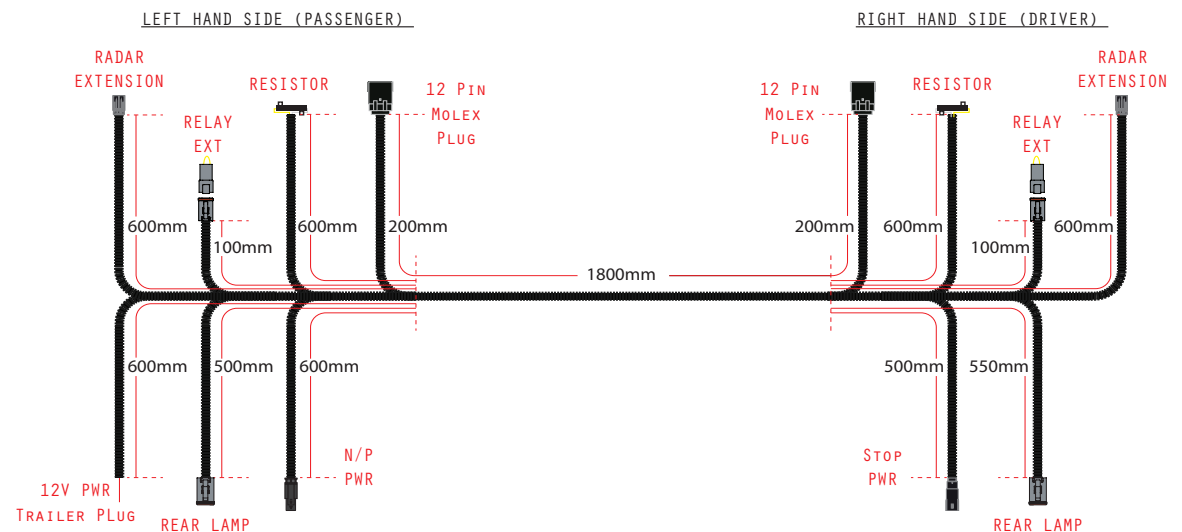 LEFT HAND SIDE (PASSENGER)
RIGHT HAND SIDE (DRIVER)
RADAR
EXTENSION
RELAY
EXT
RESISTOR
12 Pin
Molex
Plug
12 Pin
Molex
Plug
RESISTOR
RELAY
EXT
RADAR
EXTENSION
600mm
100mm
600mm
200mm
1800mm
200mm
600mm
100mm
600mm
600mm
500mm
600mm
500mm
550mm
12V PWR
Trailer Plug
REAR LAMP
N/P
PWR
Stop
PWR
REAR LAMP